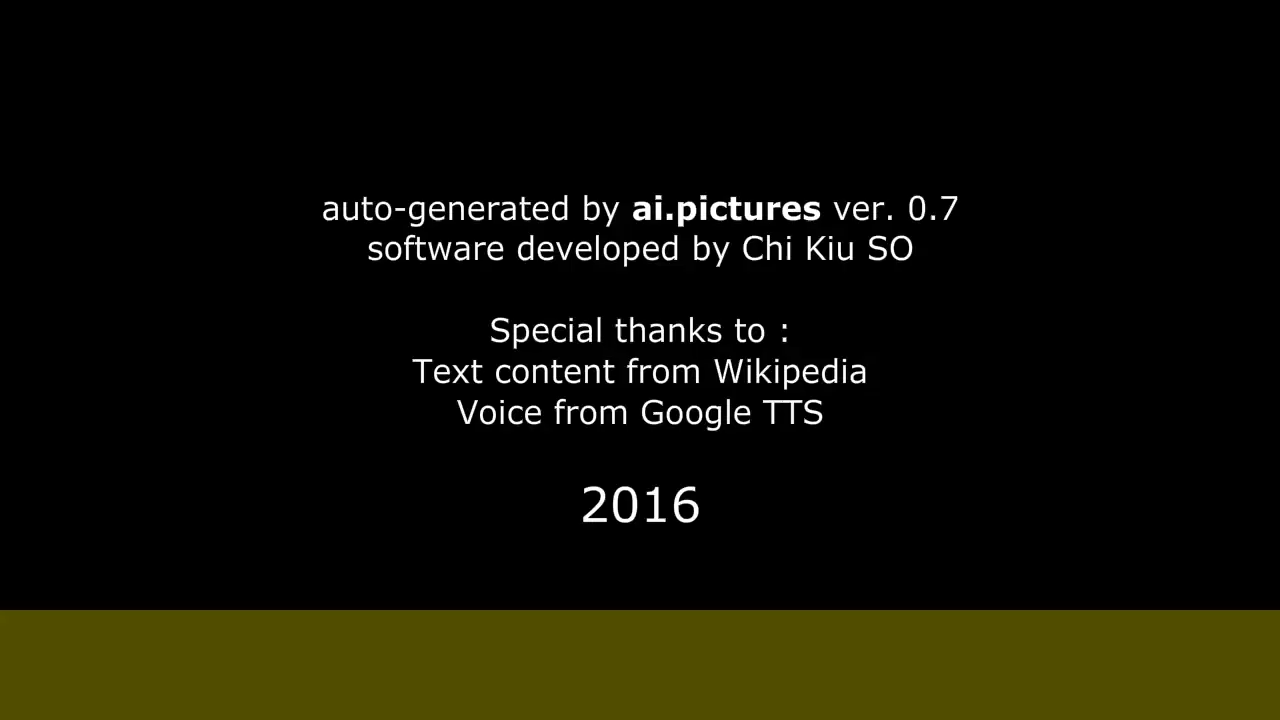 auto-generated by ai.pictures ver. 0.7
software developed by Chi Kiu SO
Special thanks to :
Text content from Wikipedia
Voice from Google TTS
2016